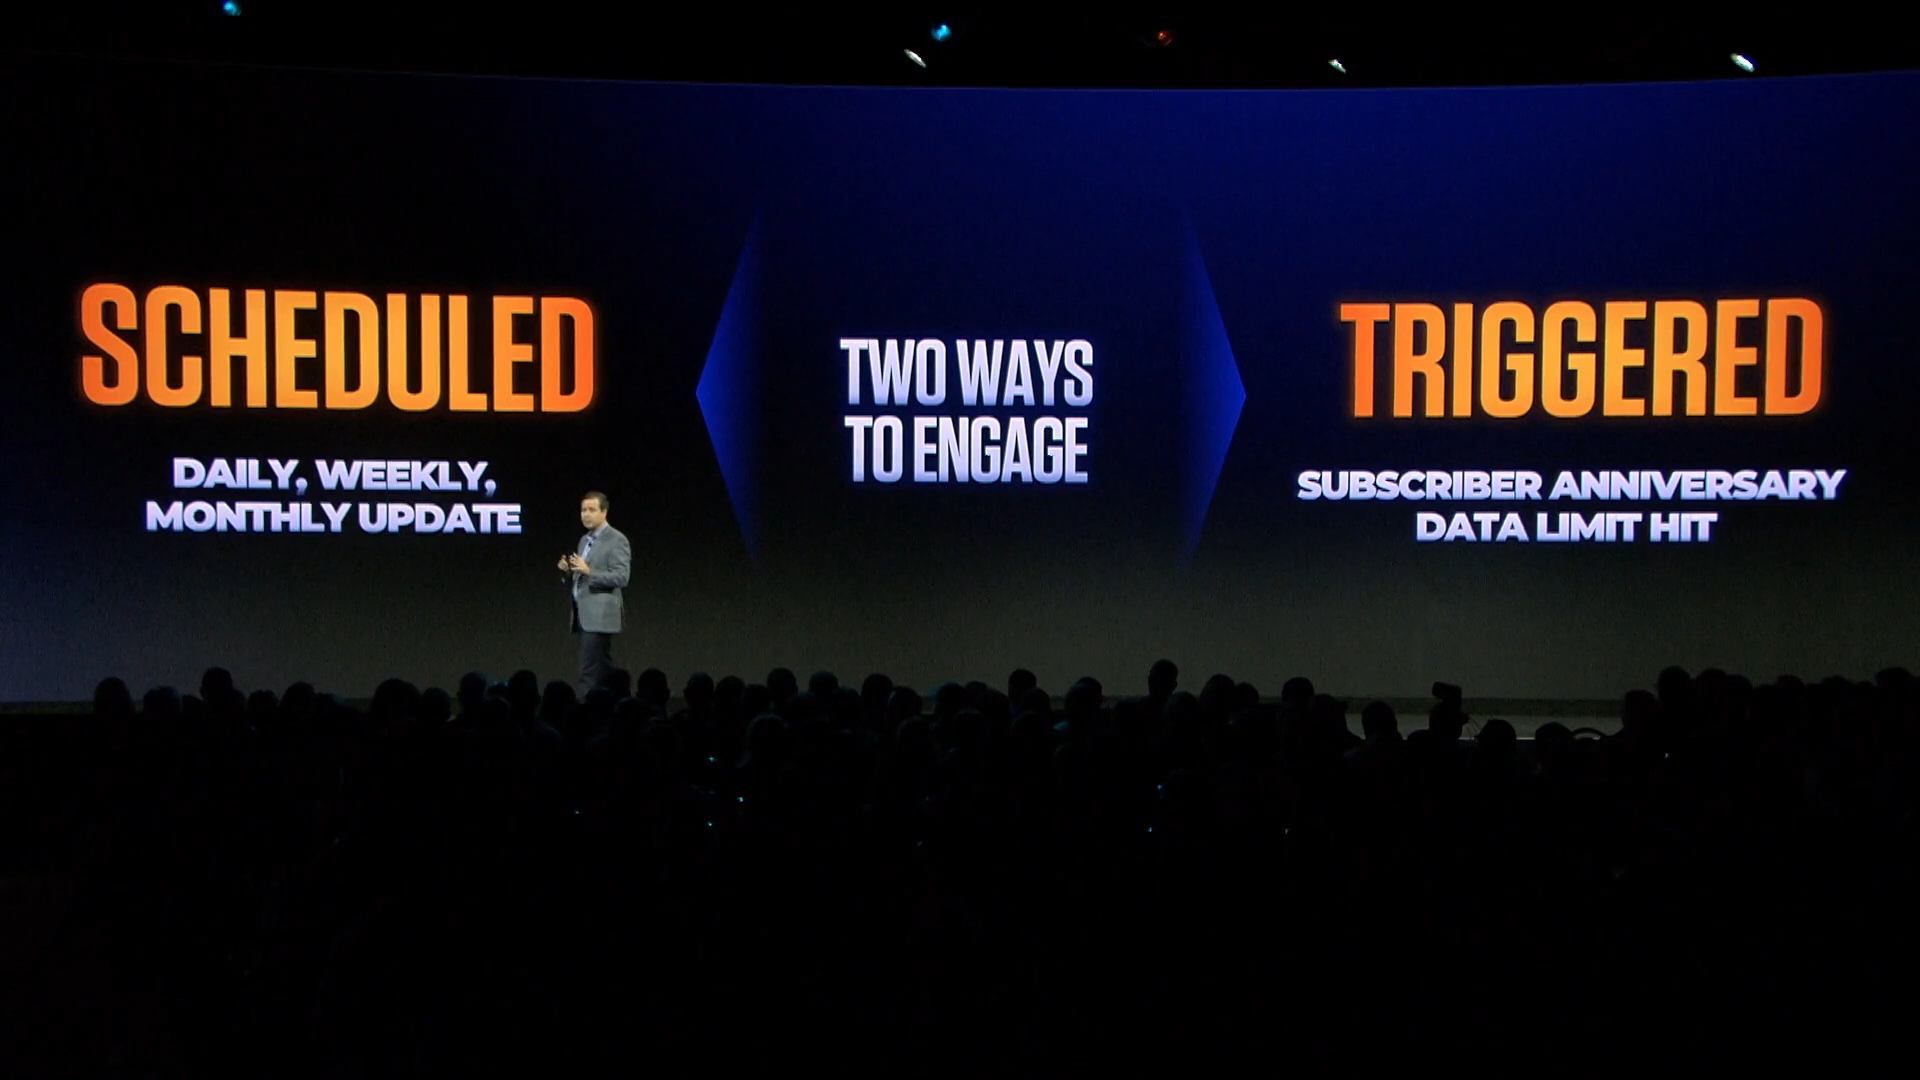 SCHEDULED
DAILY, WEEKLY,
MONTHLY UPDATE
TWO WAYS
TO ENGAGE
TRIGGERED
SUBSCRIBER ANNIVERSARY
DATA LIMIT HIT